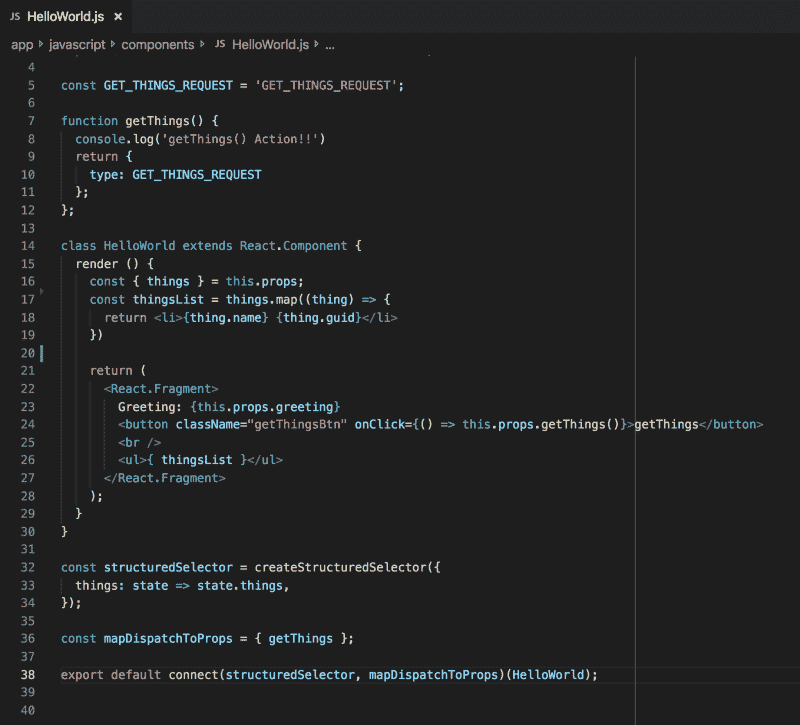 JS HelloWorld.js ×
app › javascript › components › JS HelloWorld.js › ...
4
5 const GET_THINGS_REQUEST = 'GET_THINGS_REQUEST';
6
7 function getThings() {
8   console.log('getThings() Action!!')
9   return {
10     type: GET_THINGS_REQUEST
11   };
12 };
13
14 class HelloWorld extends React.Component {
15   render () {
16     const { things } = this.props;
17     const thingsList = things.map((thing) => {
18       return <li>{thing.name} {thing.guid}</li>
19     })
20
21     return (
22       <React.Fragment>
23         Greeting: {this.props.greeting}
24         <button className="getThingsBtn" onClick={() => this.props.getThings()}>getThings</button>
25         <br />
26         <ul>{ thingsList }</ul>
27       </React.Fragment>
28     );
29   }
30 }
31
32 const structuredSelector = createStructuredSelector({
33   things: state => state.things,
34 });
35
36 const mapDispatchToProps = { getThings };
37
38 export default connect(structuredSelector, mapDispatchToProps)(HelloWorld);
39
40